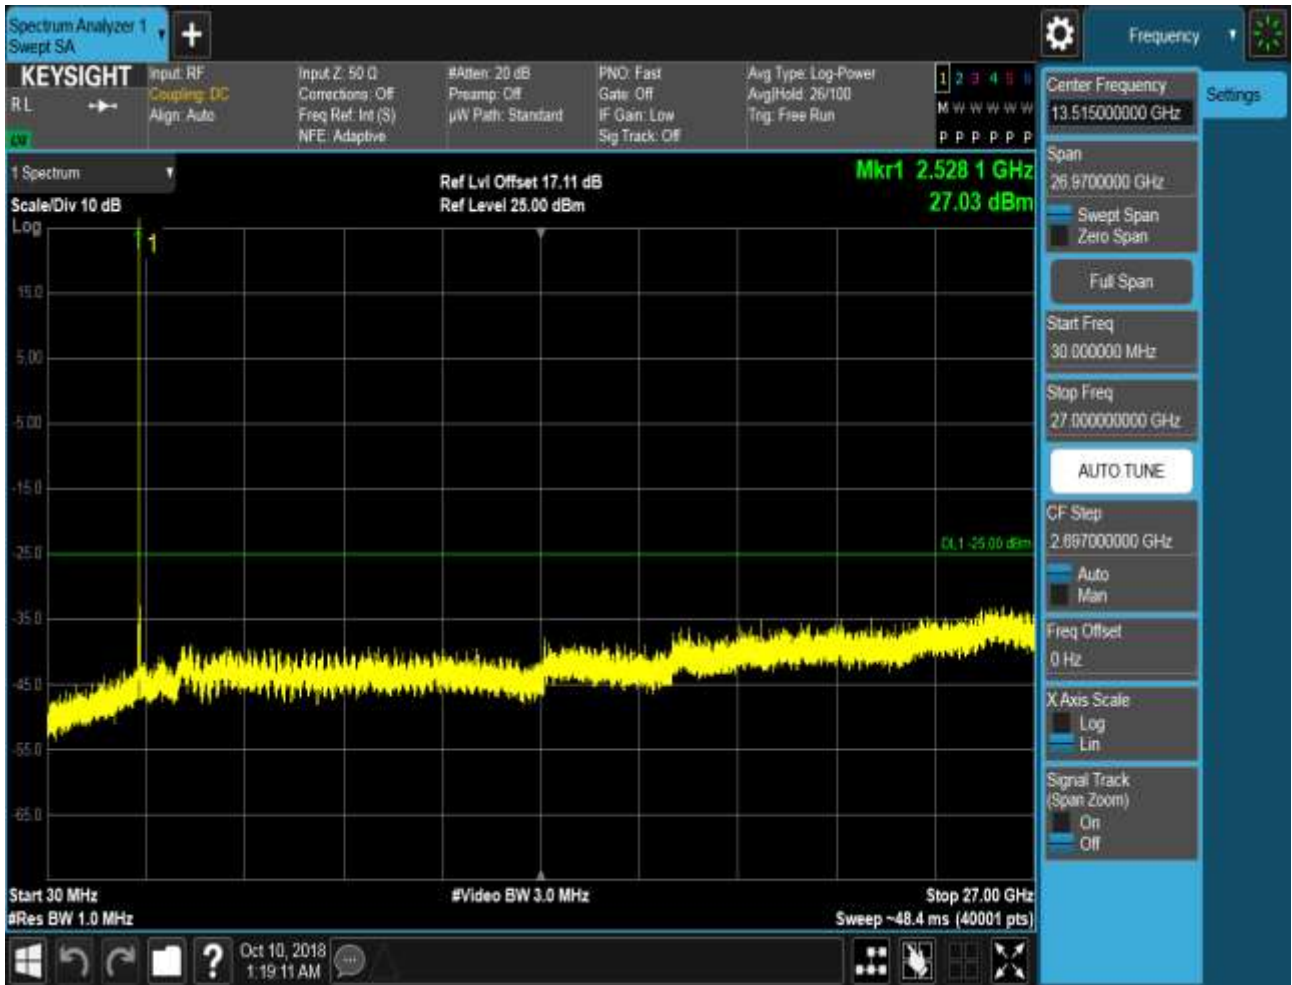 Spectrum Analyzer 1
Swept SA
Frequency
KEYSIGHT
R L
Input: RF
Coupling: DC
Align: Auto
Input Z: 50 Ω
Corrections: Off
Freq Ref: Int (S)
NFE: Adaptive
#Atten: 20 dB
Preamp: Off
µW Path: Standard
PNO: Fast
Gate: Off
IF Gain: Low
Sig Track: Off
Avg Type: Log-Power
Avg|Hold: 26/100
Trig: Free Run
1 2 3 4 5 6
M W W W W W
P P P P P P
1 Spectrum
Scale/Div 10 dB
Log
Ref Lvl Offset 17.11 dB
Ref Level 25.00 dBm
Mkr1 2.528 1 GHz
27.03 dBm
1
15.0
5.00
-5.00
-15.0
-25.0
DL1 -25.00 dBm
-35.0
-45.0
-55.0
-65.0
Start 30 MHz
#Res BW 1.0 MHz
#Video BW 3.0 MHz
Stop 27.00 GHz
Sweep ~48.4 ms (40001 pts)
Center Frequency
13.515000000 GHz
Settings
Span
26.9700000 GHz
Swept Span
Zero Span
Full Span
Start Freq
30.000000 MHz
Stop Freq
27.000000000 GHz
AUTO TUNE
CF Step
2.697000000 GHz
Auto
Man
Freq Offset
0 Hz
X Axis Scale
Log
Lin
Signal Track
(Span Zoom)
On
Off
?
Oct 10, 2018
1:19:11 AM